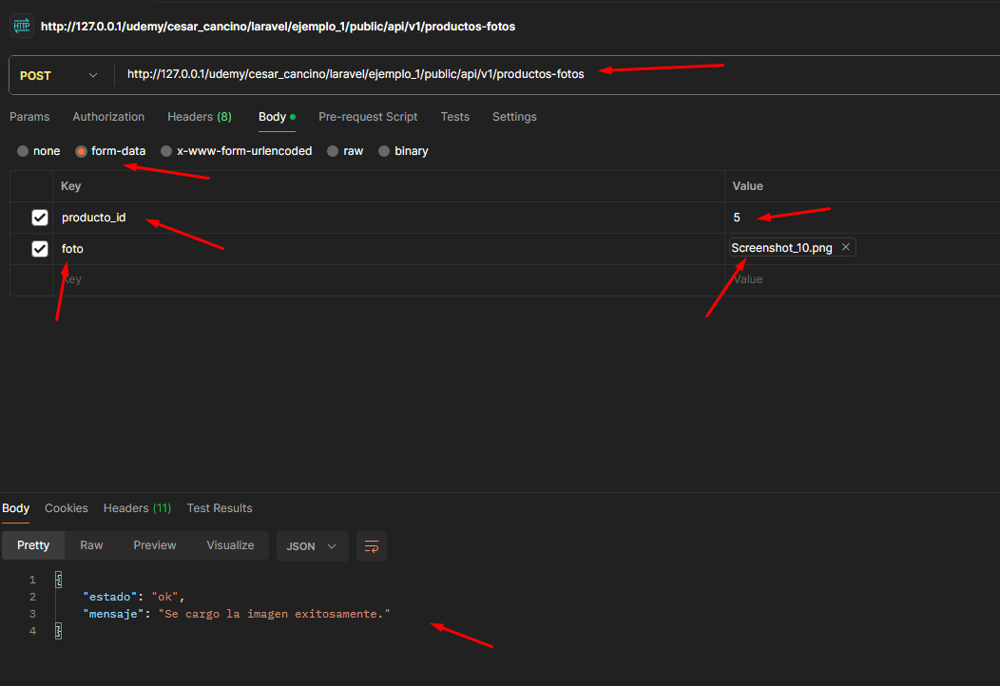 HTTP http://127.0.0.1/udemy/cesar_cancino/laravel/ejemplo_1/public/api/v1/productos-fotos
POST http://127.0.0.1/udemy/cesar_cancino/laravel/ejemplo_1/public/api/v1/productos-fotos
Params Authorization Headers (8) Body Pre-request Script Tests Settings
none form-data x-www-form-urlencoded raw binary
Key Value
producto_id 5
foto Screenshot_10.png
Key Value
Body Cookies Headers (11) Test Results
Pretty Raw Preview Visualize JSON
1 {
2 "estado": "ok",
3 "mensaje": "Se cargo la imagen exitosamente."
4 }